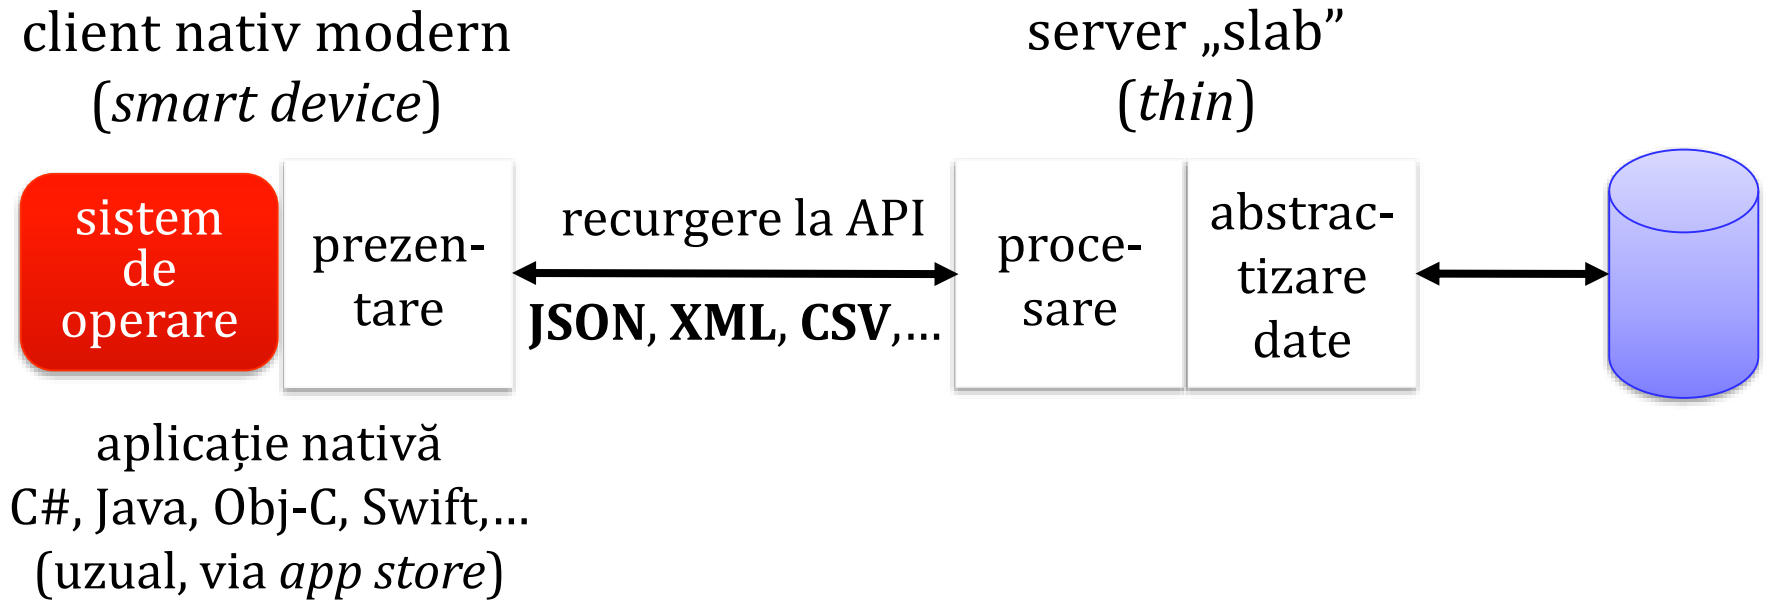 client nativ modern
(smart device)
server „slab”
(thin)
sistem
de
operare
prezen-
tare
recurgere la API
JSON, XML, CSV,...
proce-
sare
abstrac-
tizare
date
aplicație nativă
C#, Java, Obj-C, Swift,...
(uzual, via app store)